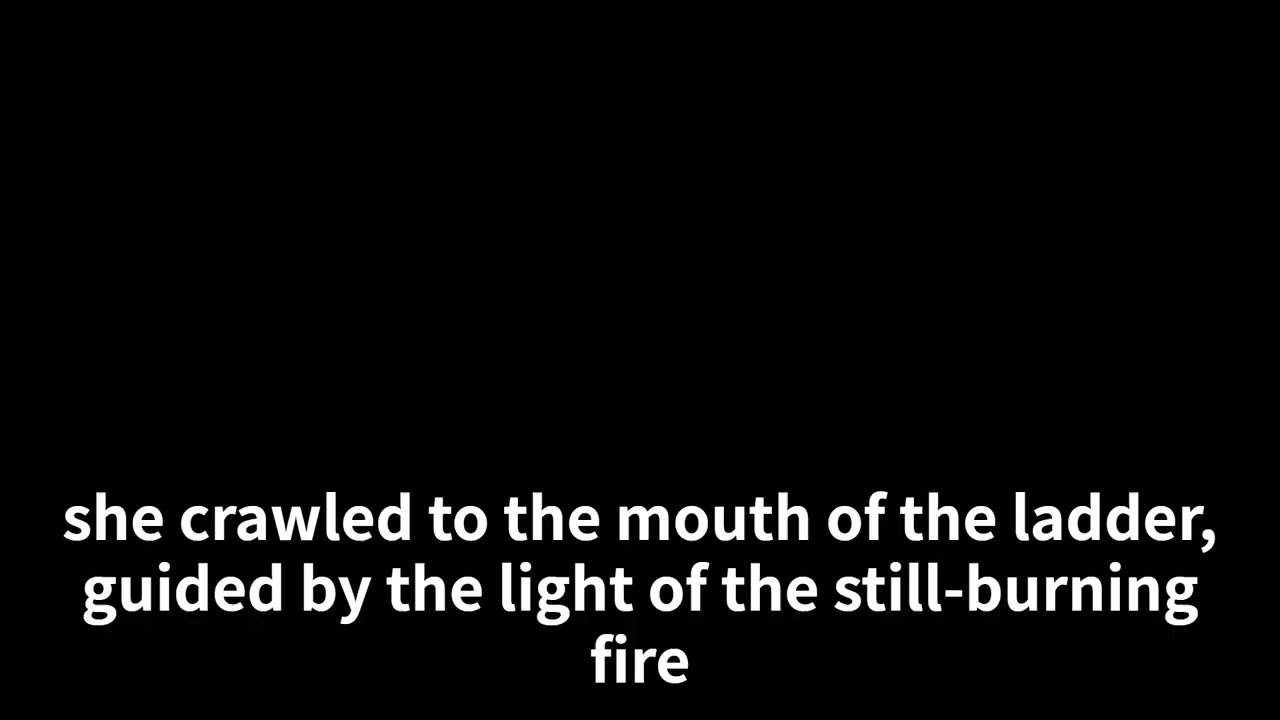 she crawled to the mouth of the ladder,
guided by the light of the still-burning
fire